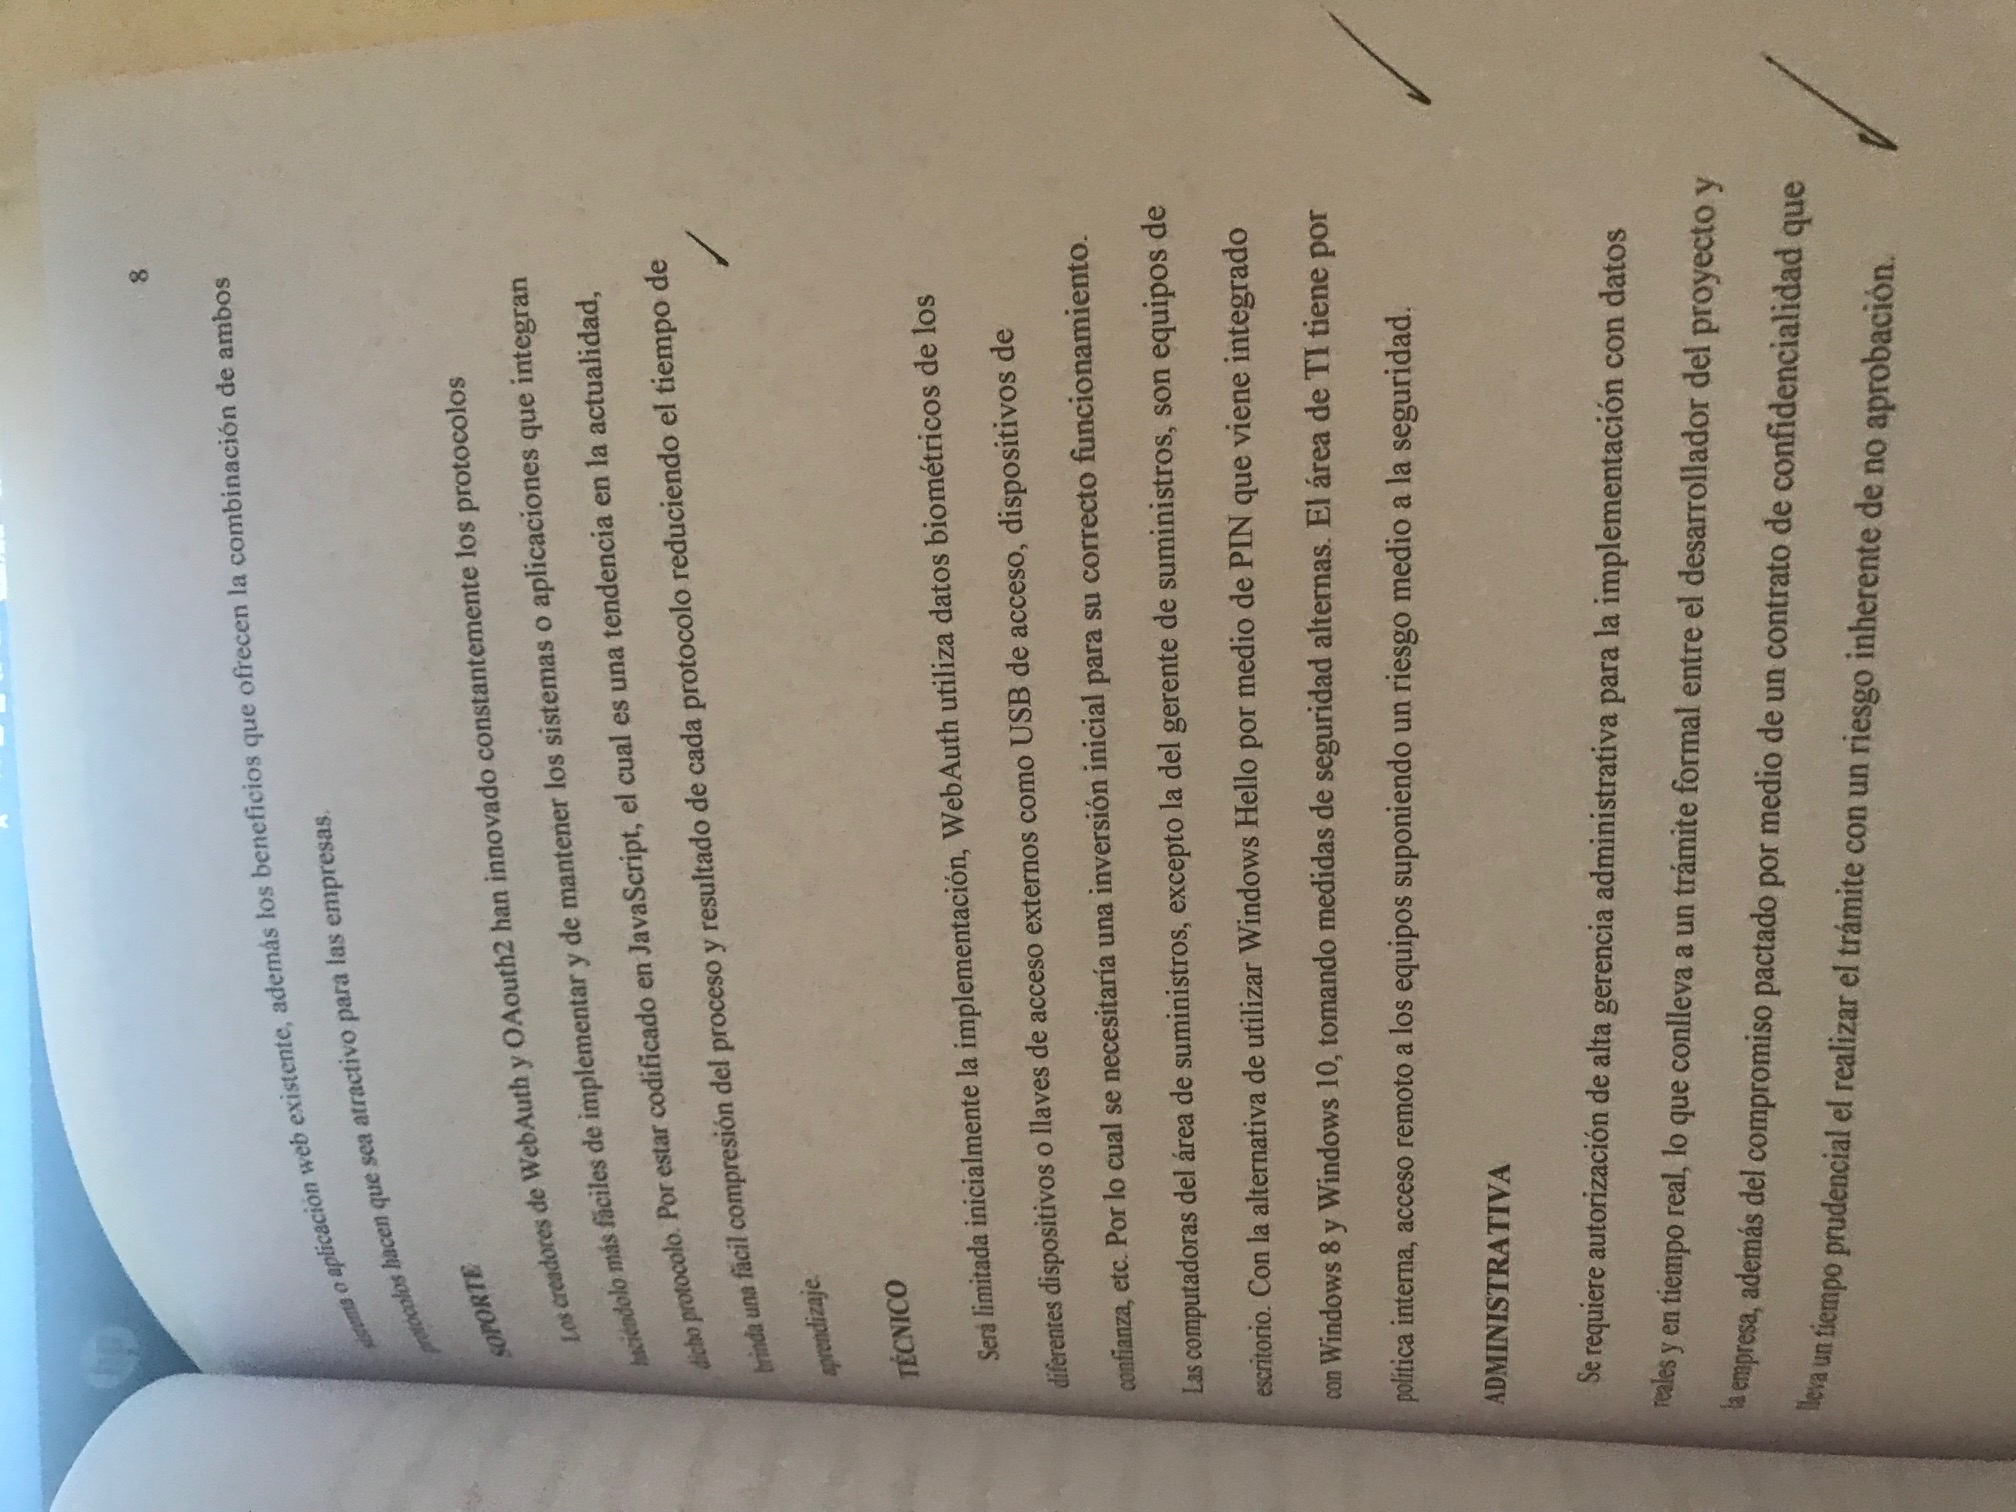 hp
8
sistema o aplicación web existente, además los beneficios que ofrecen la combinación de ambos
protocolos hacen que sea atractivo para las empresas.
SOPORTE
Los creadores de WebAuth y OAouth2 han innovado constantemente los protocolos
haciéndolo más fáciles de implementar y de mantener los sistemas o aplicaciones que integran
dicho protocolo. Por estar codificado en JavaScript, el cual es una tendencia en la actualidad,
brinda una fácil compresión del proceso y resultado de cada protocolo reduciendo el tiempo de
aprendizaje.
TÉCNICO
Será limitada inicialmente la implementación, WebAuth utiliza datos biométricos de los
diferentes dispositivos o llaves de acceso externos como USB de acceso, dispositivos de
confianza, etc. Por lo cual se necesitaría una inversión inicial para su correcto funcionamiento.
Las computadoras del área de suministros, excepto la del gerente de suministros, son equipos de
escritorio. Con la alternativa de utilizar Windows Hello por medio de PIN que viene integrado
con Windows 8 y Windows 10, tomando medidas de seguridad alternas. El área de TI tiene por
política interna, acceso remoto a los equipos suponiendo un riesgo medio a la seguridad.
ADMINISTRATIVA
Se requiere autorización de alta gerencia administrativa para la implementación con datos
reales y en tiempo real, lo que conlleva a un trámite formal entre el desarrollador del proyecto y
la empresa, además del compromiso pactado por medio de un contrato de confidencialidad que
lleva un tiempo prudencial el realizar el trámite con un riesgo inherente de no aprobación.